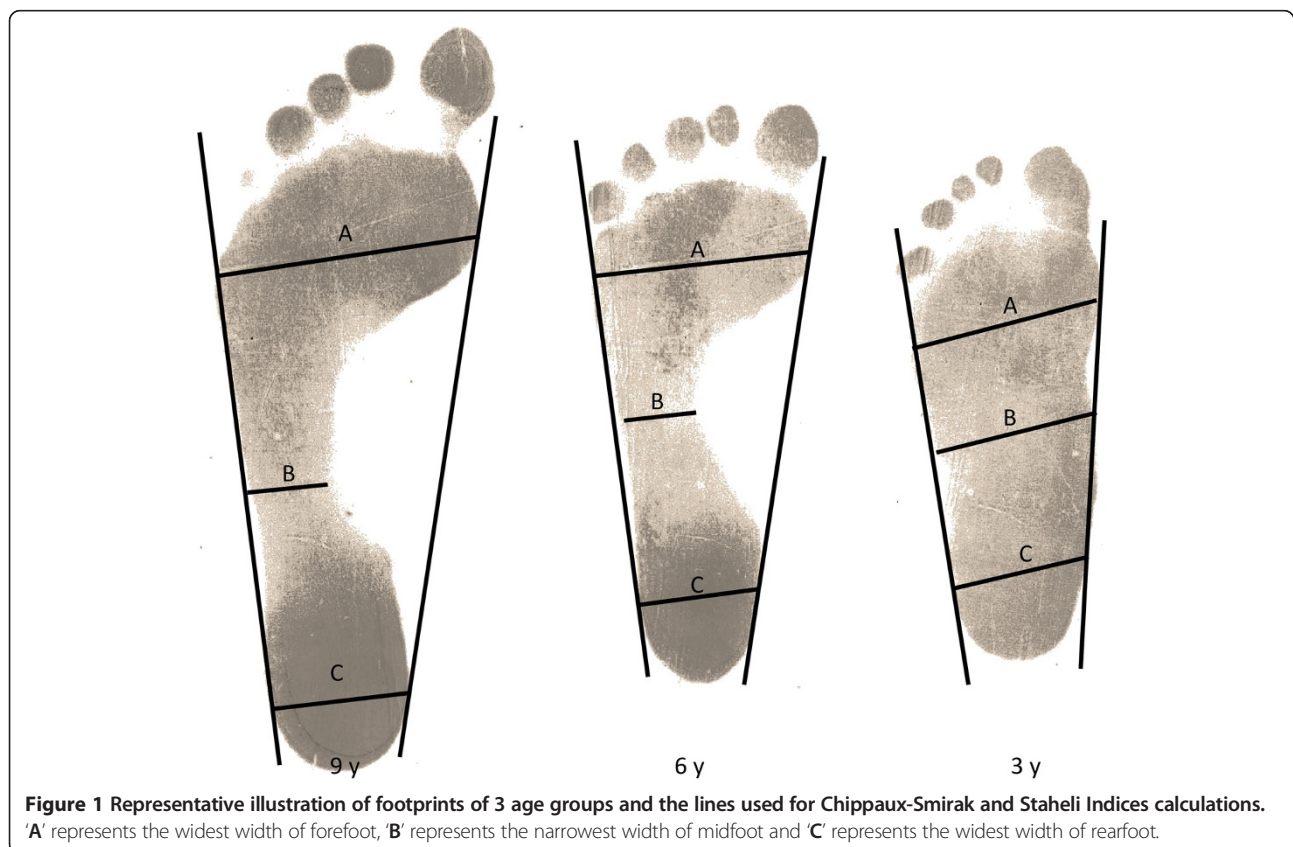 A
A
A
B
B
B
C
C
C
9 y
6 y
3 y
Figure 1 Representative illustration of footprints of 3 age groups and the lines used for Chippaux-Smirak and Staheli Indices calculations.
‘A’ represents the widest width of forefoot, ‘B’ represents the narrowest width of midfoot and ‘C’ represents the widest width of rearfoot.